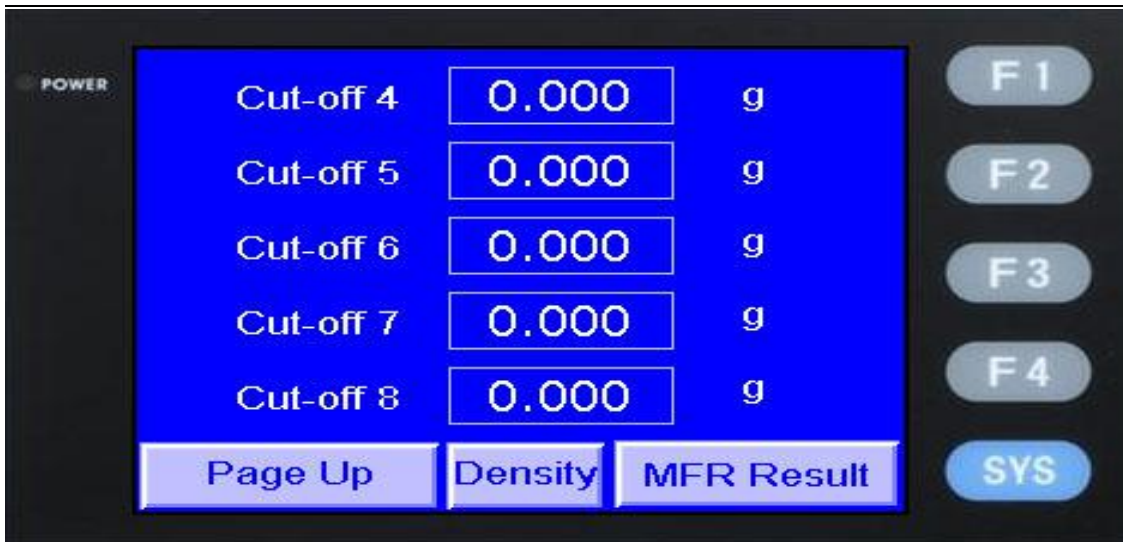 POWER
Cut-off 4 0.000 g
Cut-off 5 0.000 g
Cut-off 6 0.000 g
Cut-off 7 0.000 g
Cut-off 8 0.000 g
Page Up Density MFR Result
F1
F2
F3
F4
SYS